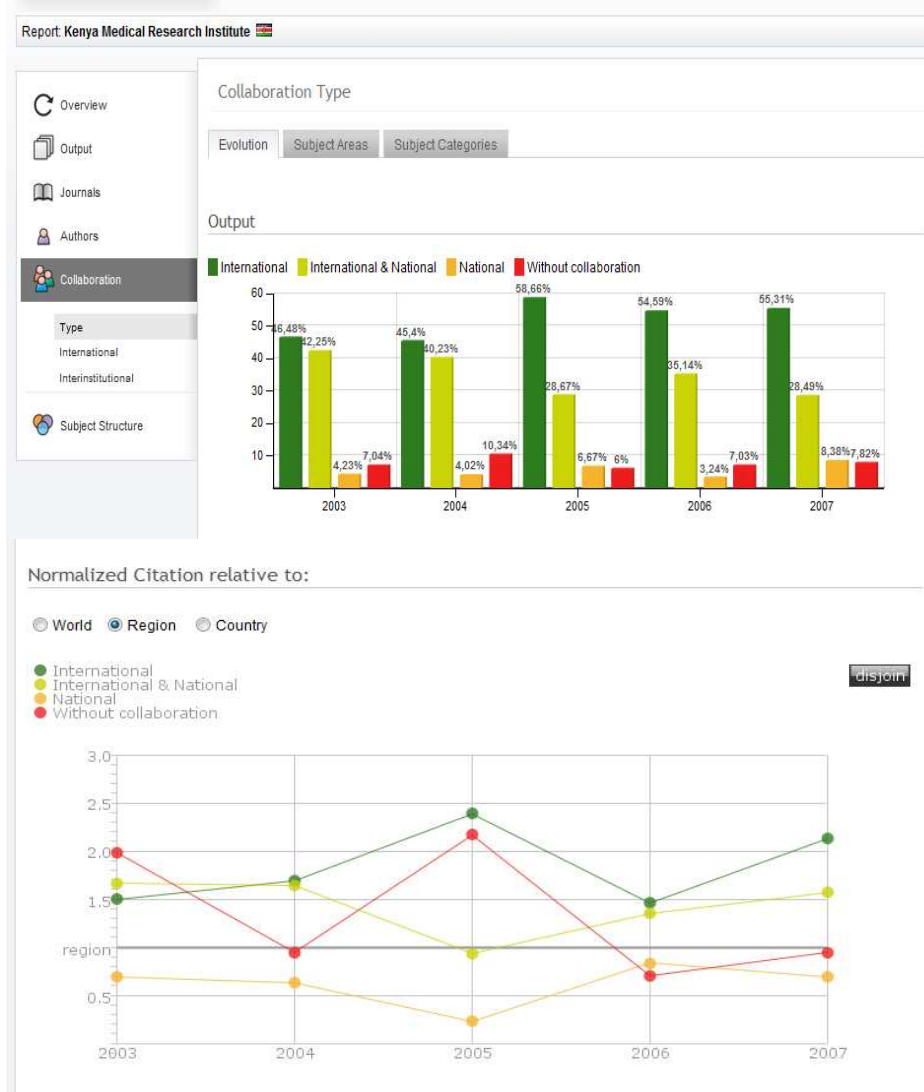 Report: Kenya Medical Research Institute
Collaboration Type
Overview
Output
Journals
Authors
Collaboration
Type
International
Interinstitutional
Subject Structure
Evolution Subject Areas Subject Categories
Output
International International & National National Without collaboration
60
50
40
30
20
10
46,48% 42,25% 4,23% 7,04%
45,4% 40,23% 4,02% 10,34%
58,66% 28,67% 6,67% 6%
54,59% 35,14% 3,24% 7,03%
55,31% 28,49% 8,38% 7,82%
2003 2004 2005 2006 2007
Normalized Citation relative to:
World Region Country
International
International & National
National
Without collaboration
disjoin
3.0
2.5
2.0
1.5
region
0.5
2003 2004 2005 2006 2007